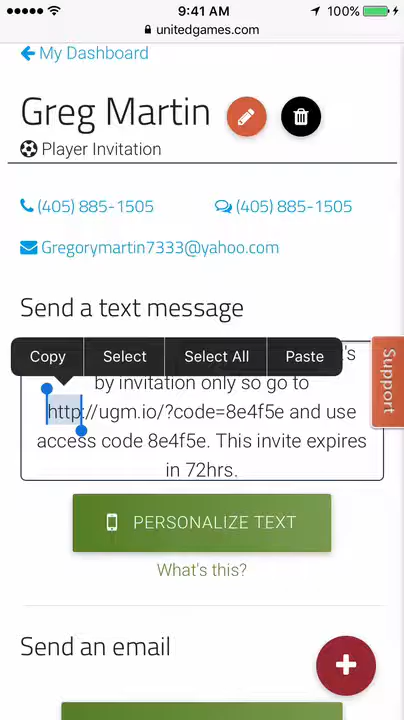 9:41 AM
100%
unitedgames.com
My Dashboard
Greg Martin
Player Invitation
(405) 885-1505
(405) 885-1505
Gregorymartin7333@yahoo.com
Send a text message
Copy
Select
Select All
Paste
's
by invitation only so go to
http://ugm.io/?code=8e4f5e and use
access code 8e4f5e. This invite expires
in 72hrs.
Support
PERSONALIZE TEXT
What's this?
Send an email